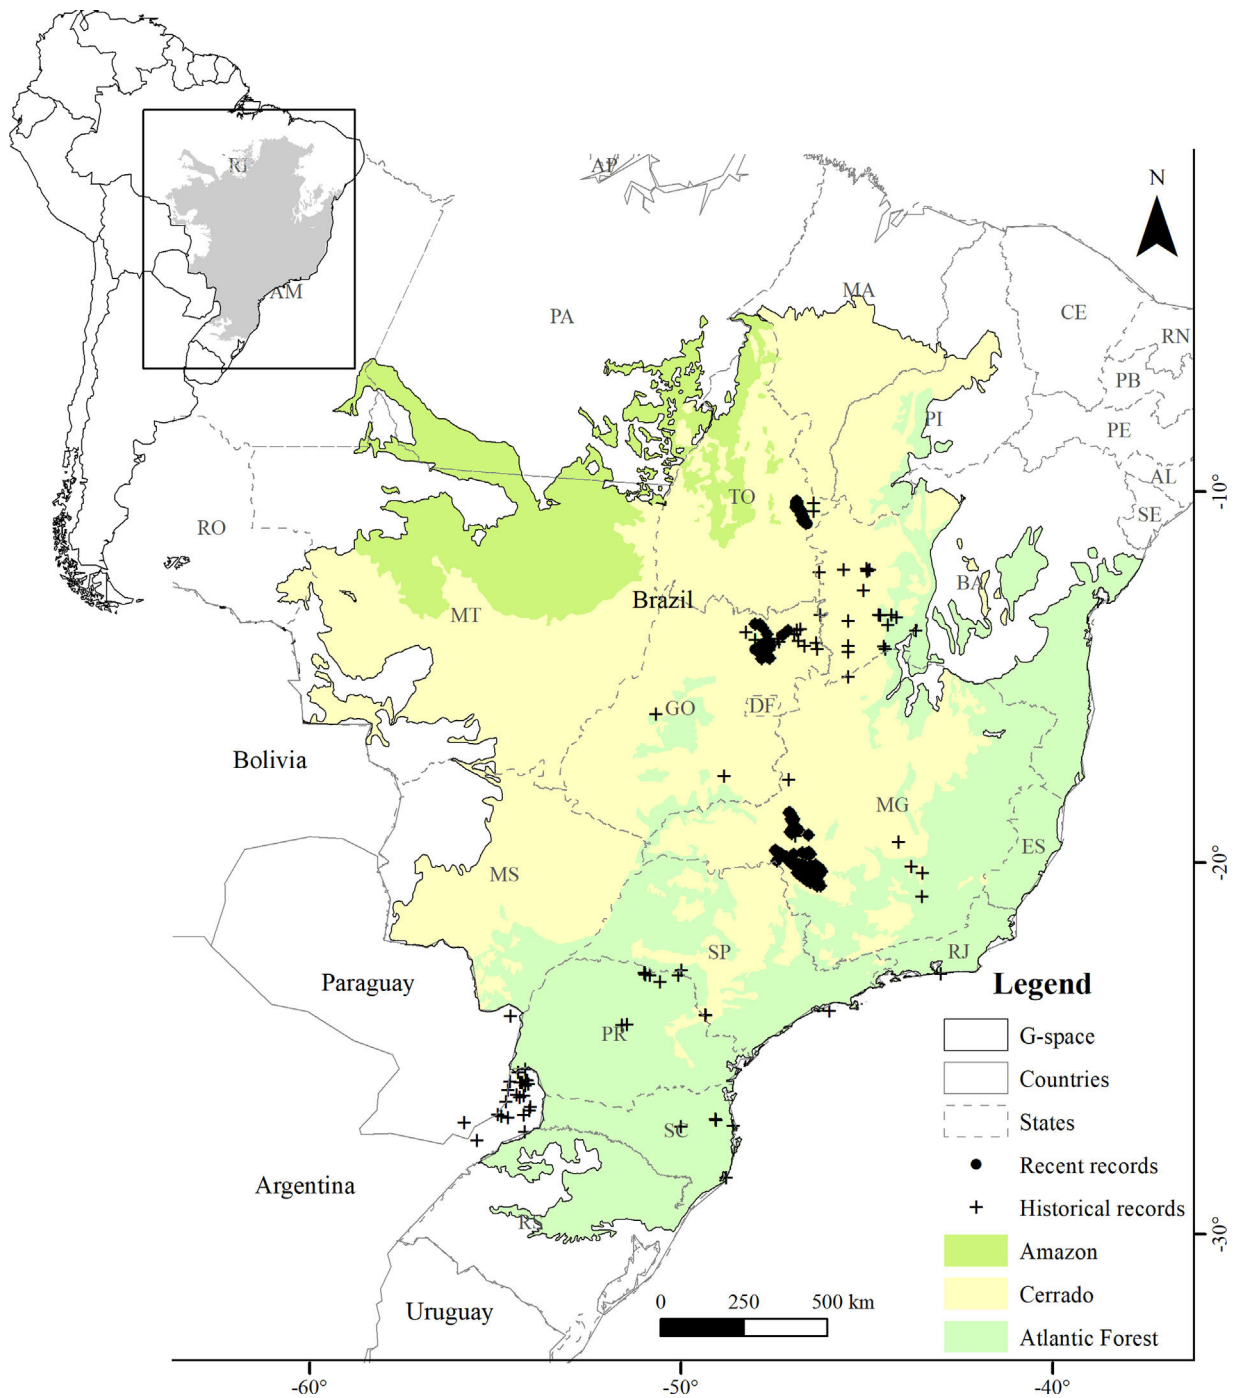 RJ
AM
AP
N
MA
PA
CE
RN
PB
PI
PE
AL
TO
-10°
SE
RO
BA
Brazil
MT
GO
DF
Bolivia
MG
ES
-20°
MS
SP
RJ
Paraguay
Legend
PR
G-space
Countries
States
SC
Recent records
Argentina
Historical records
RS
-30°
Amazon
Cerrado
0 250 500 km
Uruguay
Atlantic Forest
-60° -50° -40°